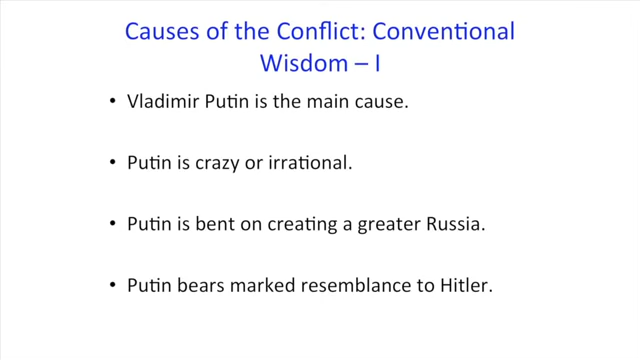 Causes of the Conflict: Conventional
Wisdom – I
• Vladimir Putin is the main cause.
• Putin is crazy or irrational.
• Putin is bent on creating a greater Russia.
• Putin bears marked resemblance to Hitler.